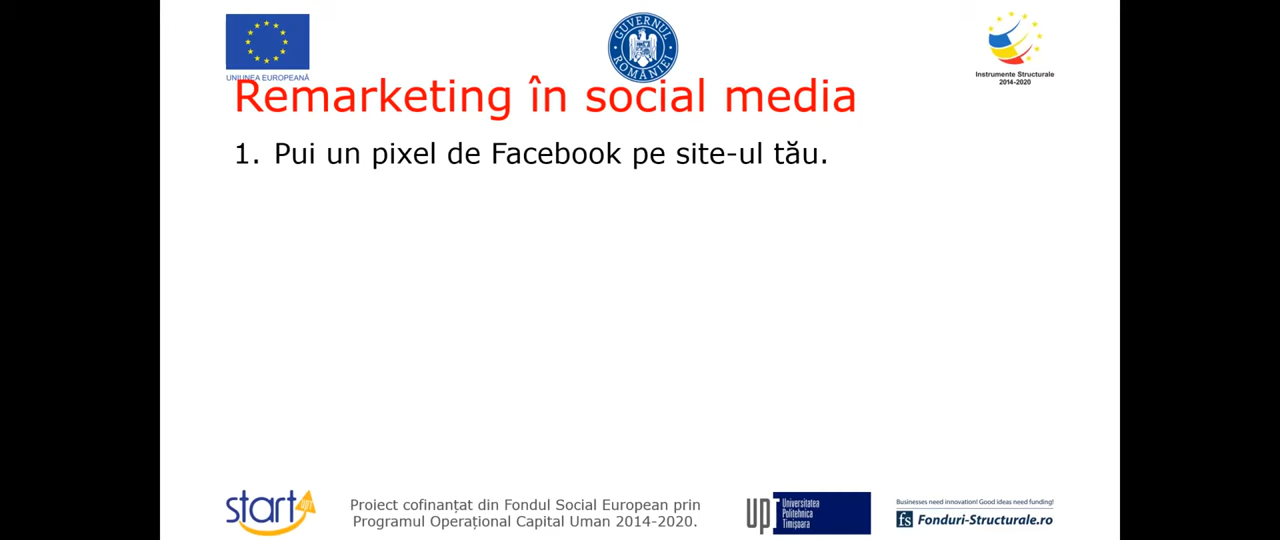 UNIUNEA EUROPEANĂ
GUVERNUL ROMÂNIEI
Instrumente Structurale
2014-2020
Remarketing în social media
1. Pui un pixel de Facebook pe site-ul tău.
start UPT
Proiect cofinanțat din Fondul Social European prin
Programul Operațional Capital Uman 2014-2020.
UPT
Universitatea
Politehnica
Timișoara
Businesses need innovation! Good ideas need funding!
fs Fonduri-Structurale.ro